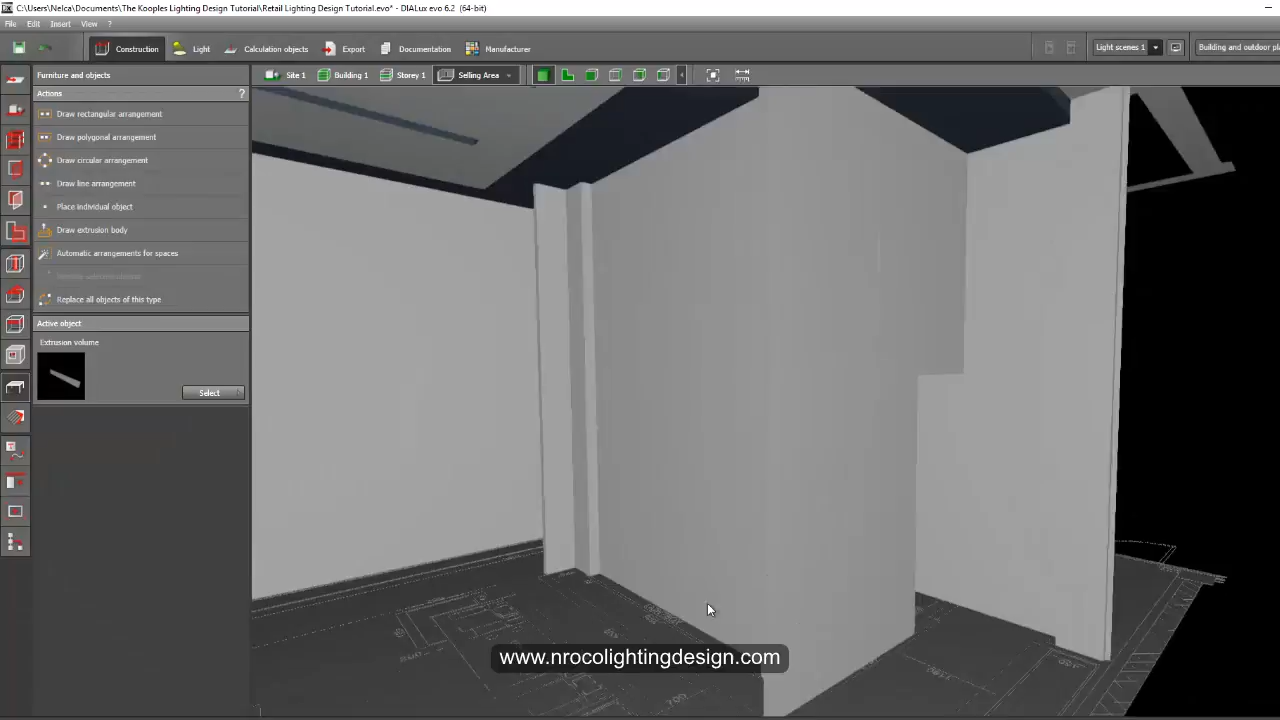 C:\Users\Nelca\Documents\The Kooples Lighting Design Tutorial\Retail Lighting Design Tutorial.evo* - DIALux evo 6.2 (64-bit)
File Edit Insert View ?
Construction Light Calculation objects Export Documentation Manufacturer Light scenes 1 Building and outdoor pla
Furniture and objects Site 1 Building 1 Storey 1 Selling Area
Actions ?
Draw rectangular arrangement
Draw polygonal arrangement
Draw circular arrangement
Draw line arrangement
Place individual object
Draw extrusion body
Automatic arrangements for spaces
Replace all objects of this type
Active object
Extrusion volume
Select
www.nrocolightingdesign.com